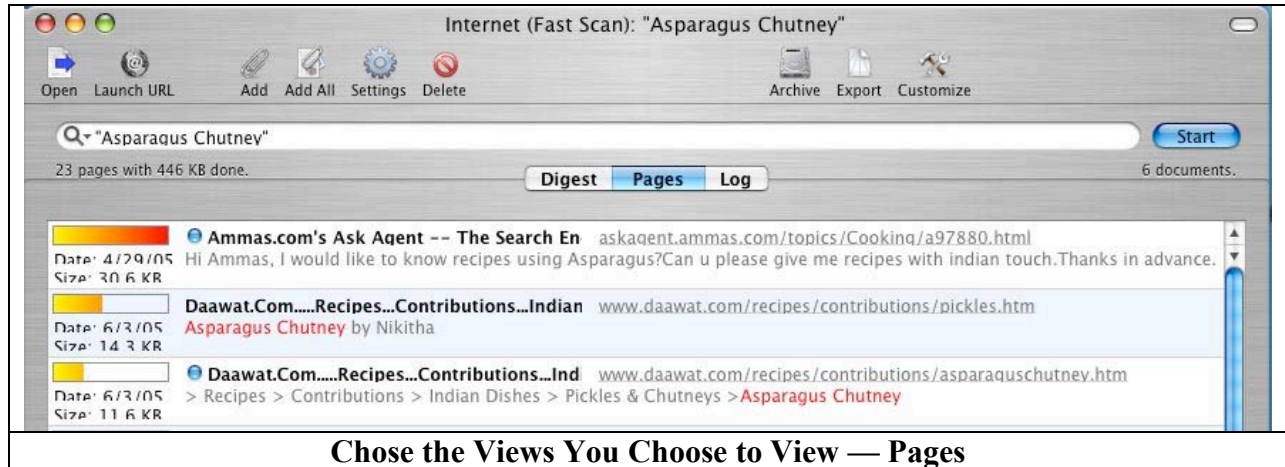 Internet (Fast Scan): "Asparagus Chutney"
Open Launch URL Add Add All Settings Delete Archive Export Customize
"Asparagus Chutney" Start
23 pages with 446 KB done. 6 documents.
Digest Pages Log
Ammas.com's Ask Agent -- The Search En askagent.ammas.com/topics/Cooking/a97880.html
Date: 4/29/05 Hi Ammas, I would like to know recipes using Asparagus?Can u please give me recipes with indian touch.Thanks in advance.
Size: 30.6 KB
Daawat.Com.....Recipes...Contributions...Indian www.daawat.com/recipes/contributions/pickles.htm
Date: 6/3/05 Asparagus Chutney by Nikitha
Size: 14.3 KB
Daawat.Com.....Recipes...Contributions...Ind www.daawat.com/recipes/contributions/asparaguschutney.htm
Date: 6/3/05 > Recipes > Contributions > Indian Dishes > Pickles & Chutneys >Asparagus Chutney
Size: 11.6 KB
Chose the Views You Choose to View — Pages